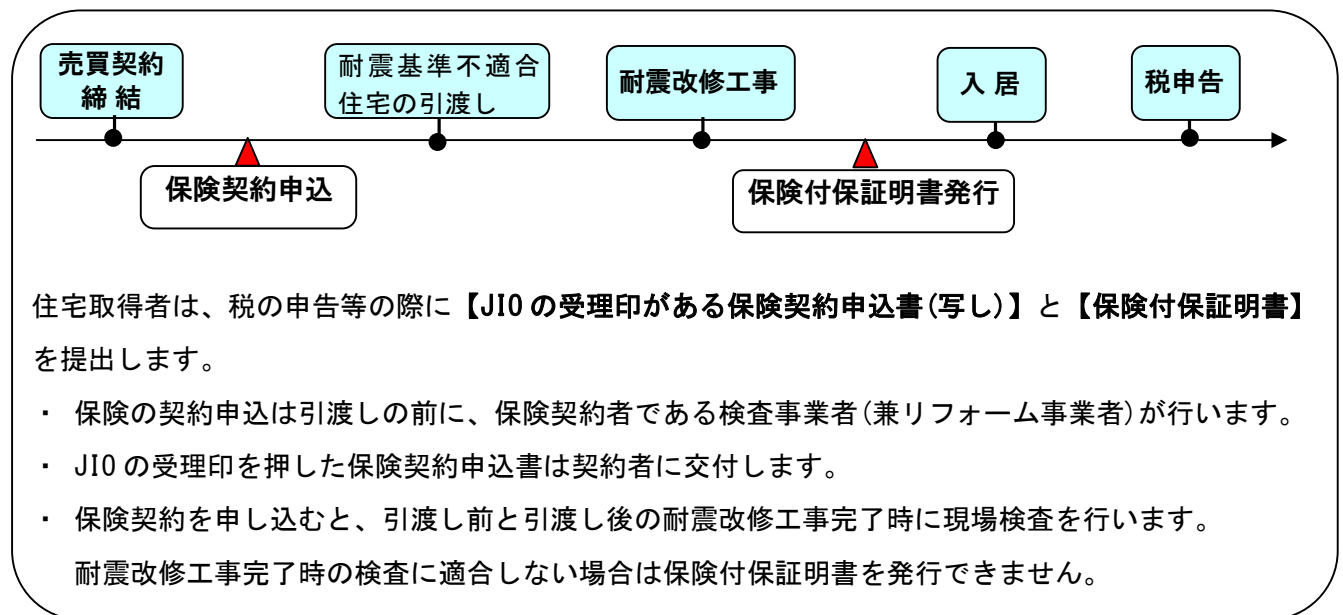 売買契約
締 結
耐震基準不適合
住宅の引渡し
耐震改修工事
入 居
税申告
保険契約申込
保険付保証明書発行
住宅取得者は、税の申告等の際に【JIO の受理印がある保険契約申込書(写し)】と【保険付保証明書】
を提出します。
・ 保険の契約申込は引渡しの前に、保険契約者である検査事業者(兼リフォーム事業者)が行います。
・ JIO の受理印を押した保険契約申込書は契約者に交付します。
・ 保険契約を申し込むと、引渡し前と引渡し後の耐震改修工事完了時に現場検査を行います。
耐震改修工事完了時の検査に適合しない場合は保険付保証明書を発行できません。